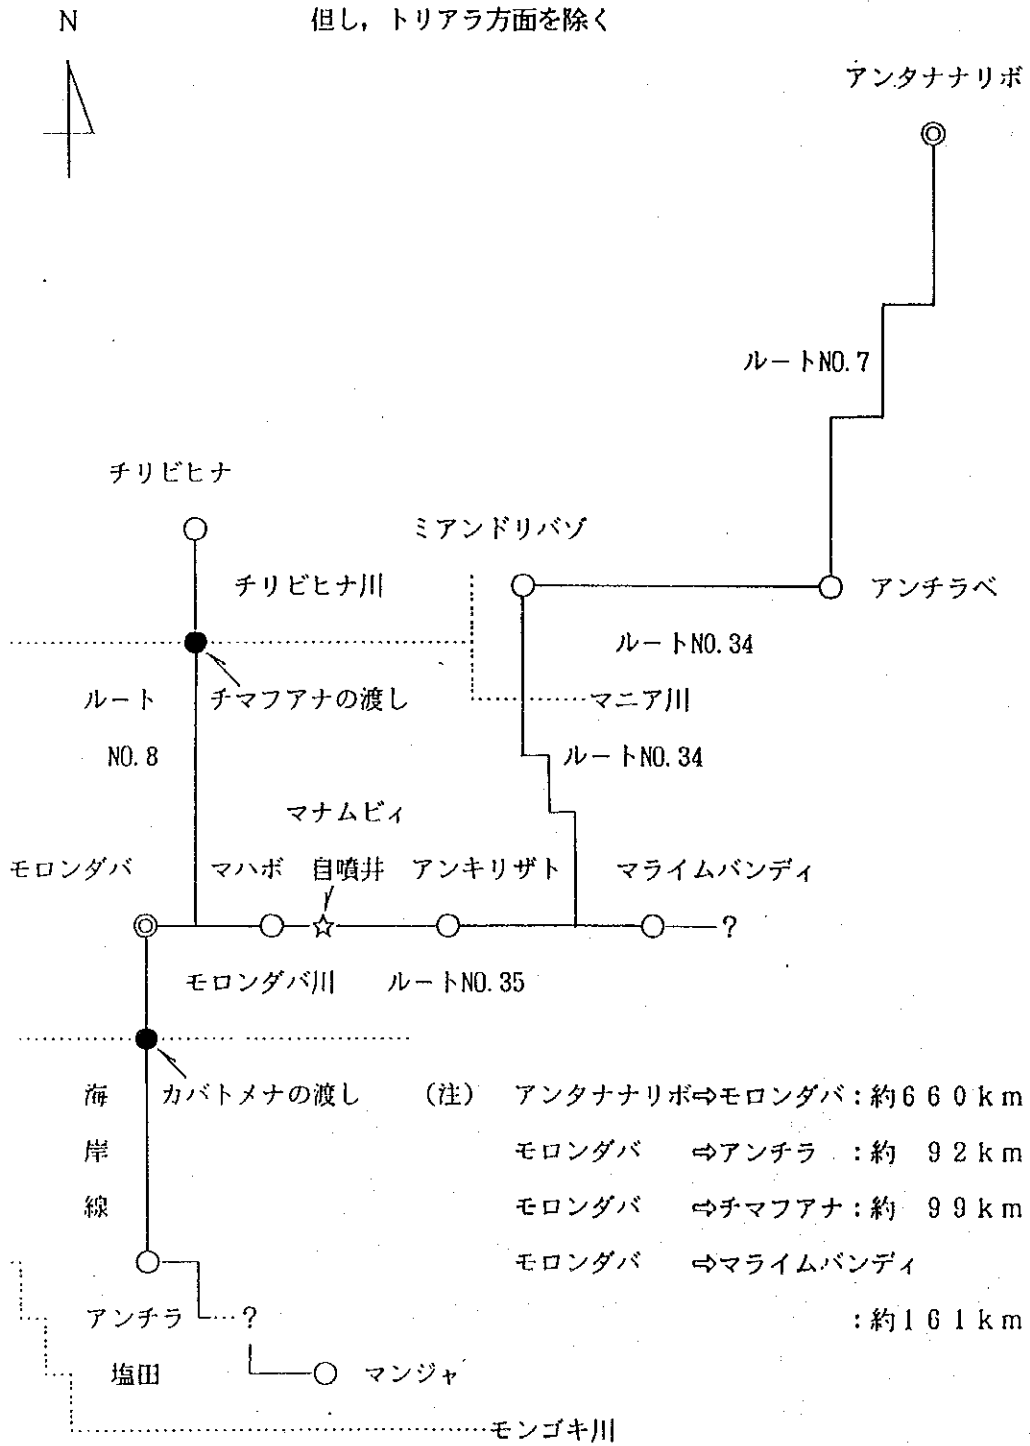 N
但し，トリアラ方面を除く
アンタナナリボ
ルートNO.7
チリビヒナ
ミアンドリバゾ
チリビヒナ川
アンチラベ
ルートNO.34
ルート
チマフアナの渡し
マニア川
NO.8
ルートNO.34
マナムビィ
モロンダバ
マハボ
自噴井
アンキリザト
マライムバンディ
?
モロンダバ川
ルートNO.35
海岸線
カバトメナの渡し
(注) アンタナナリボ⇨モロンダバ：約660km
モロンダバ ⇨アンチラ ：約 92km
モロンダバ ⇨チマフアナ：約 99km
モロンダバ ⇨マライムバンディ
：約161km
アンチラ
?
塩田
マンジャ
モンゴキ川